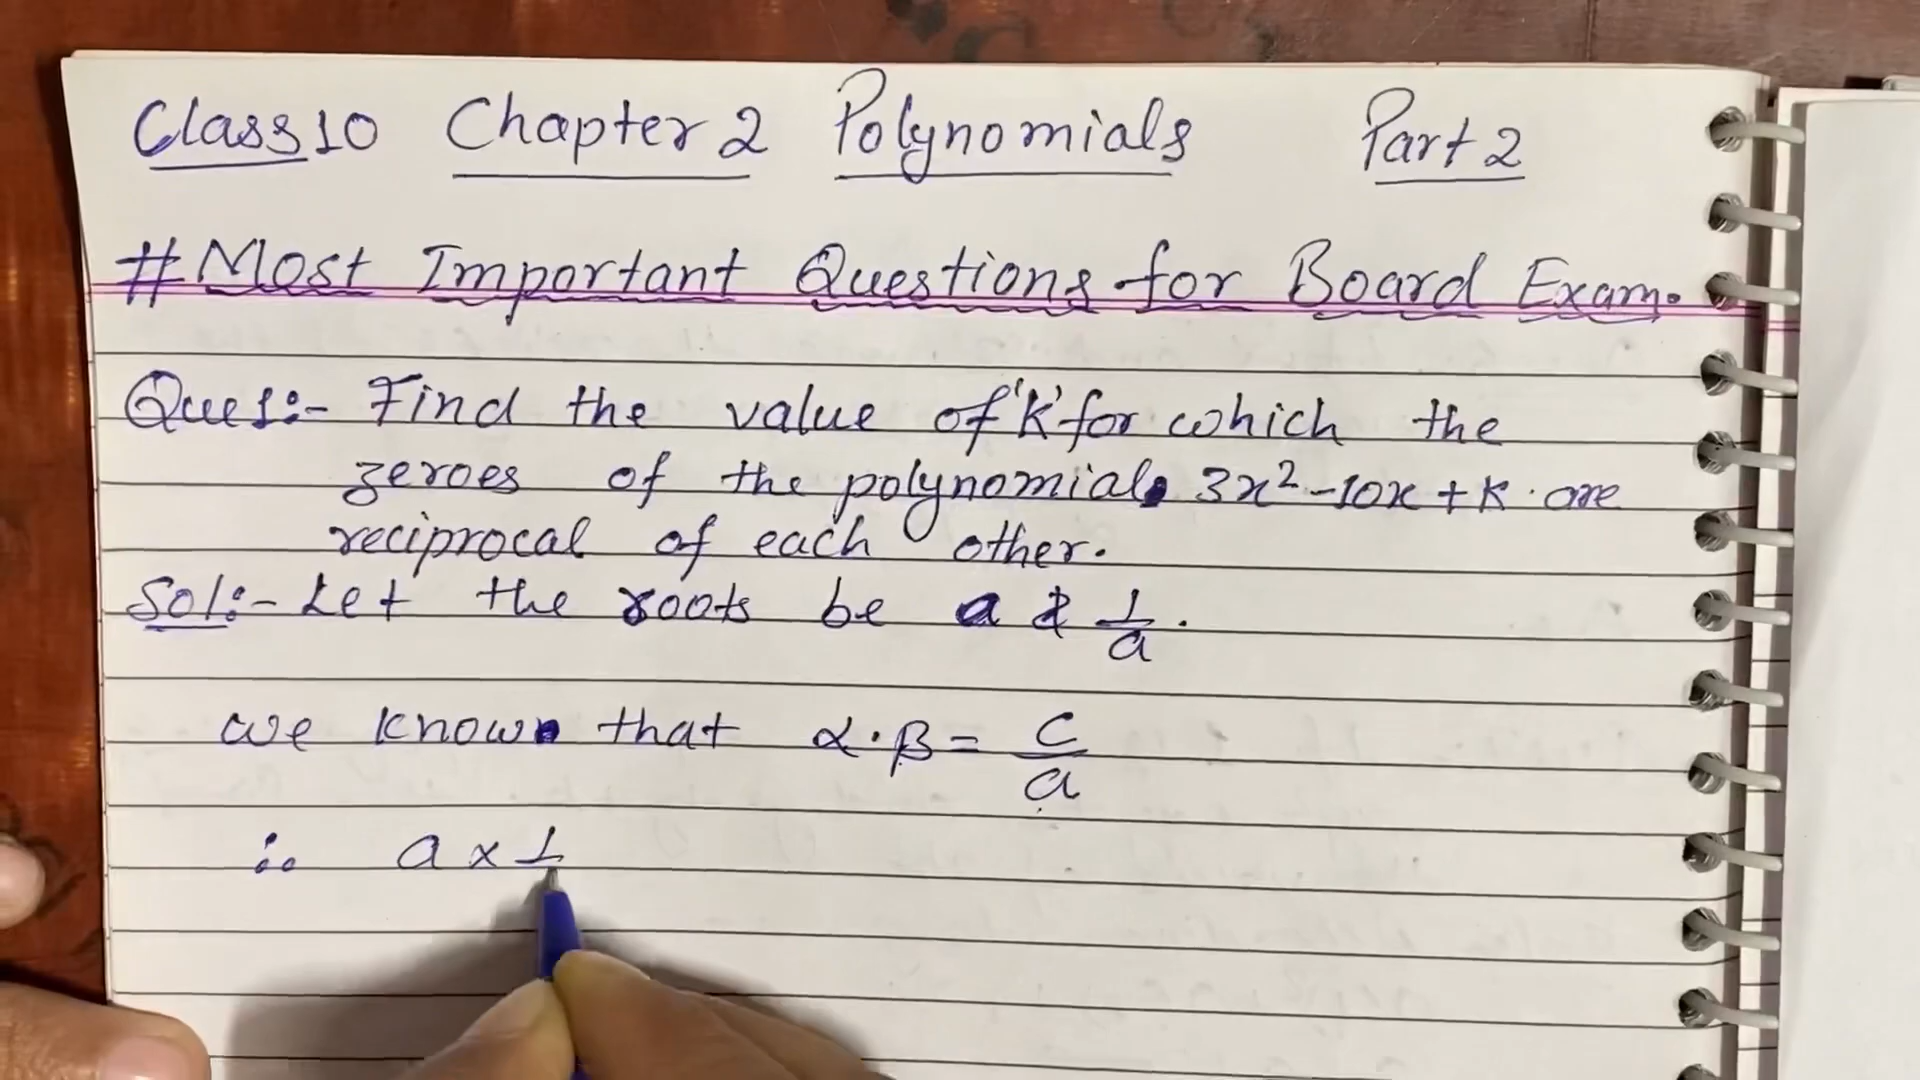 Class 10 Chapter 2 Polynomials Part 2
# Most Important Questions for Board Exam.
Ques:- Find the value of 'K' for which the
zeroes of the polynomial 3x² -10x + k are
reciprocal of each other.
Sol:- Let the roots be a & 1/a.
we know that α·β = c/a
∴ a × 1